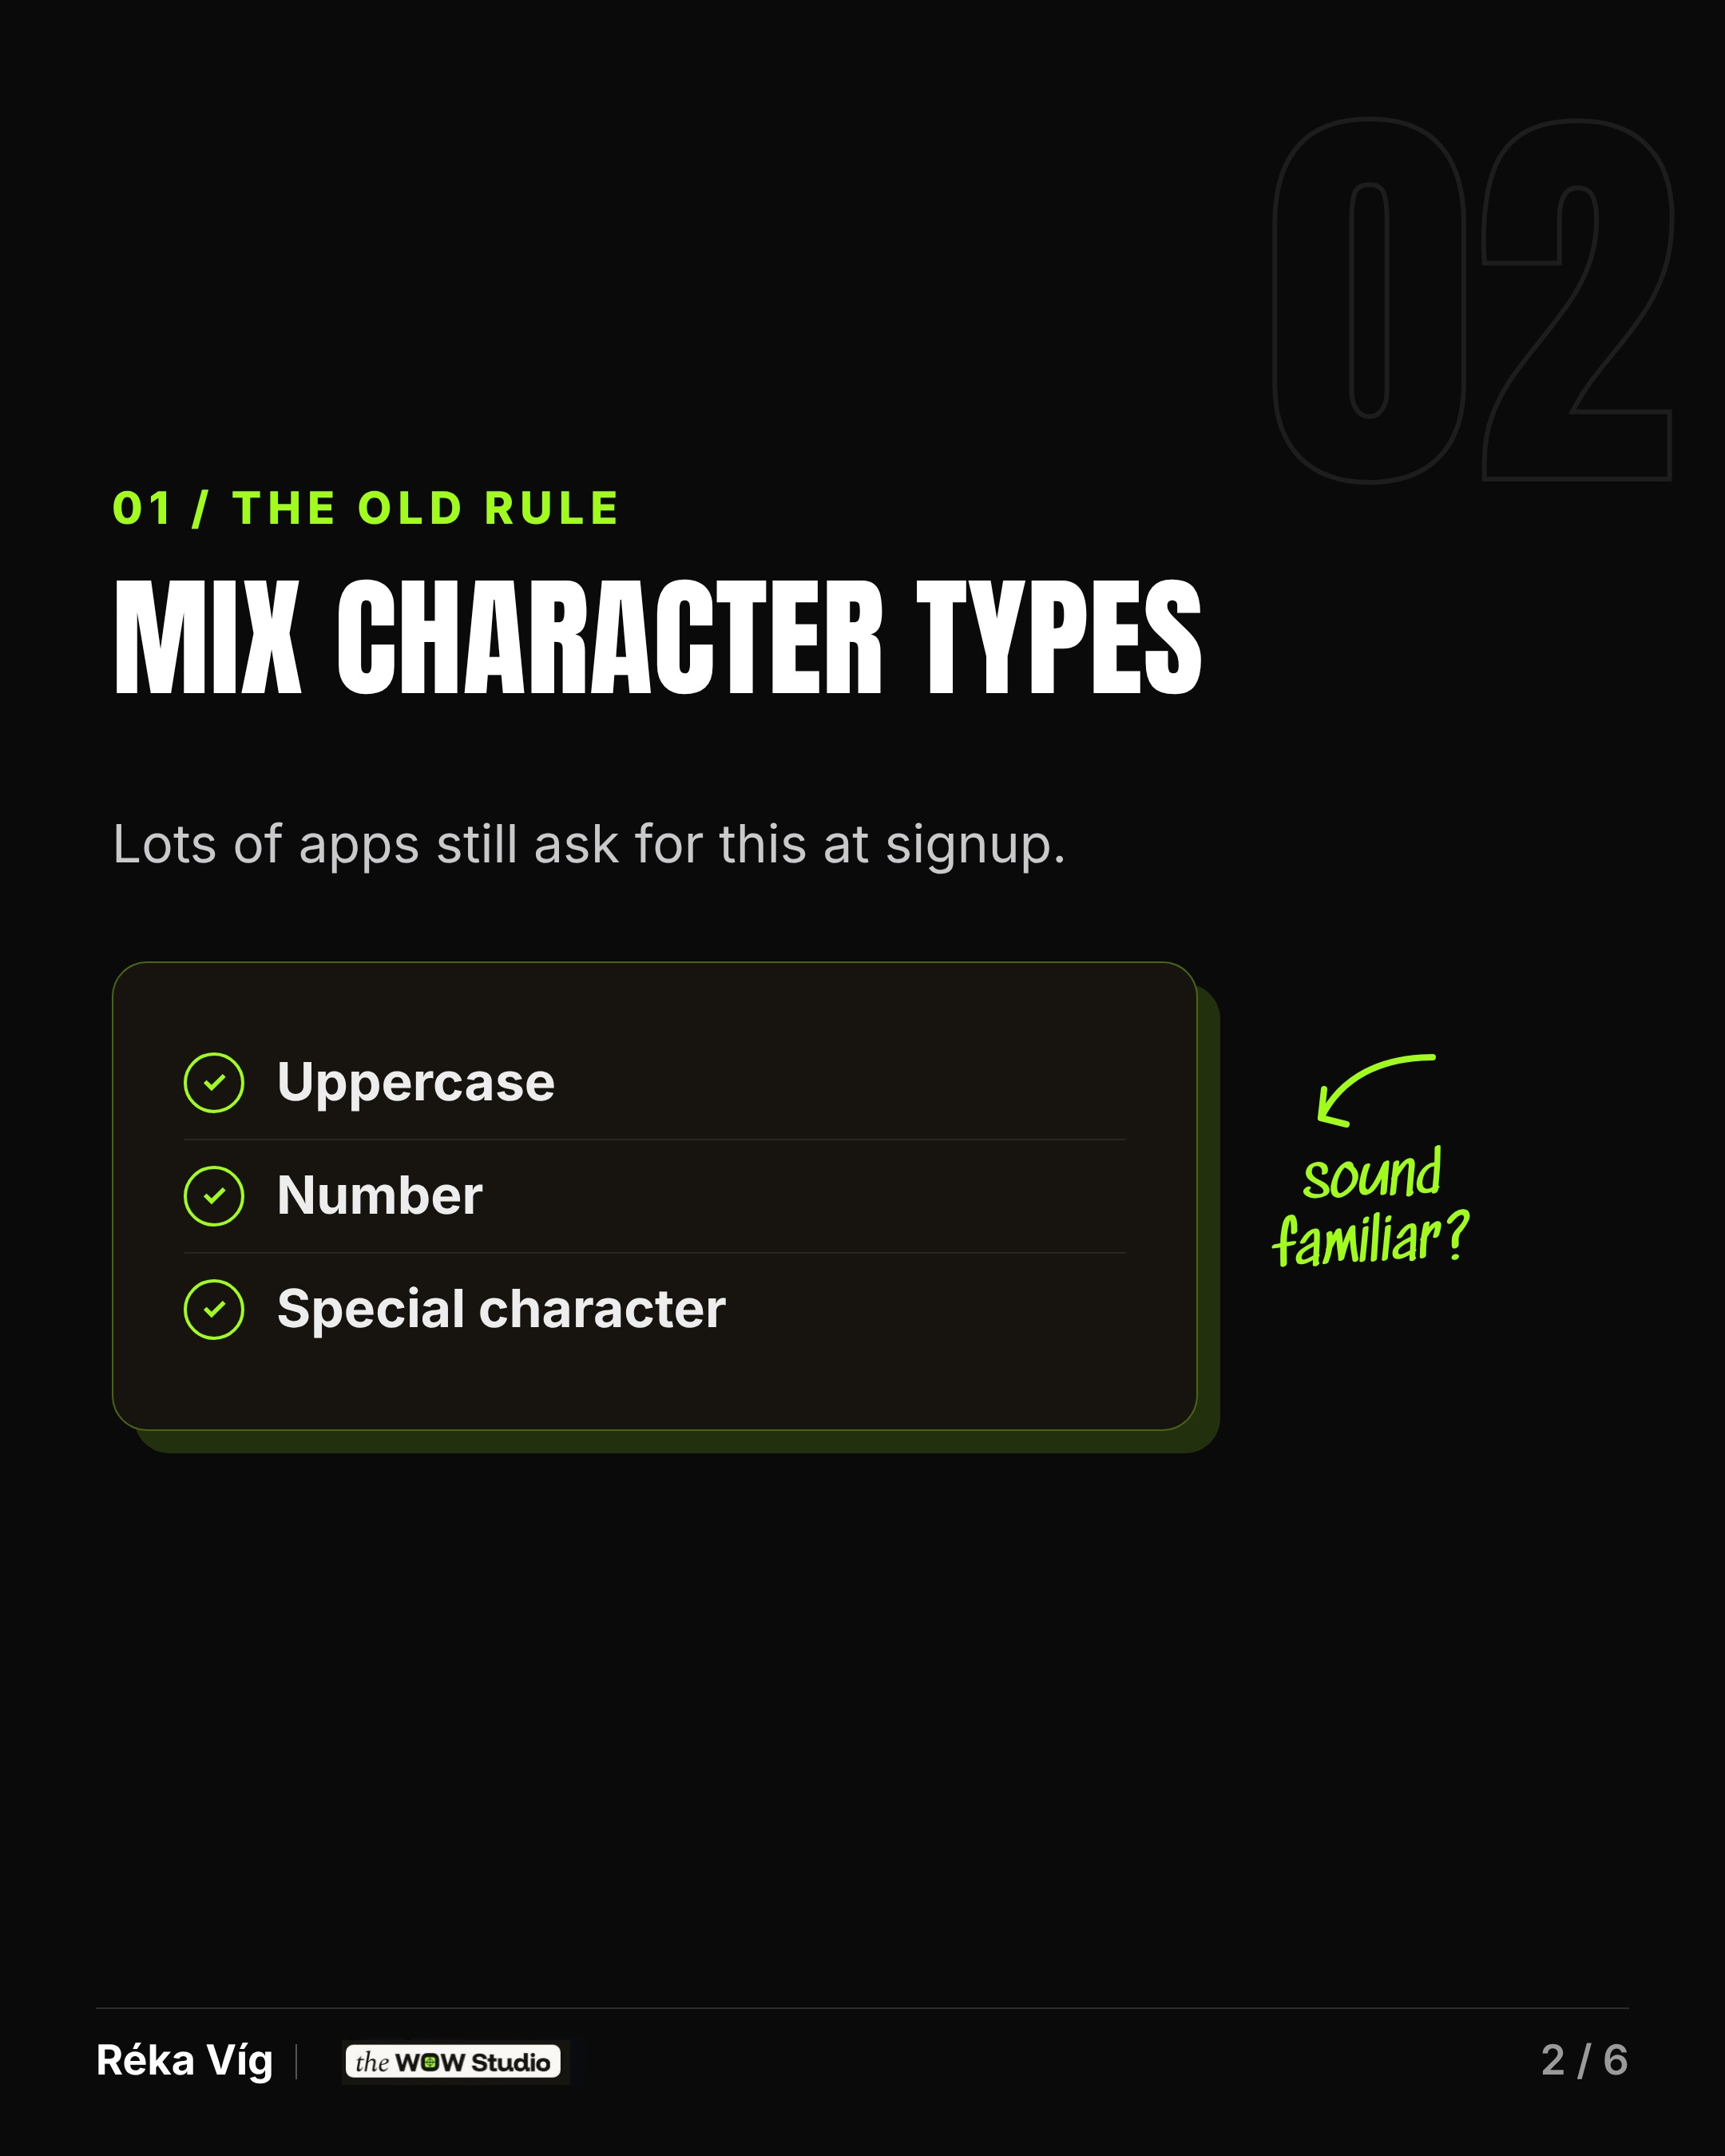 02
01 / THE OLD RULE
MIX CHARACTER TYPES
Lots of apps still ask for this at signup.
Uppercase
Number
Special character
sound
familiar?
Réka Víg
the WOW Studio
2 / 6